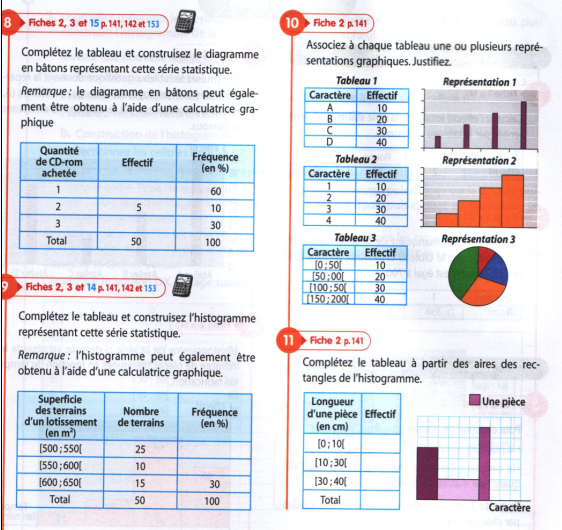 8 Fiches 2, 3 et 15 p.141, 142 et 153
Complétez le tableau et construisez le diagramme
en bâtons représentant cette série statistique.
Remarque : le diagramme en bâtons peut égale-
ment être obtenu à l'aide d'une calculatrice gra-
phique
Quantité
de CD-rom
achetée
Effectif
Fréquence
(en %)
1 60
2 5 10
3 30
Total 50 100
9 Fiches 2, 3 et 14 p.141, 142 et 153
Complétez le tableau et construisez l'histogramme
représentant cette série statistique.
Remarque : l'histogramme peut également être
obtenu à l'aide d'une calculatrice graphique.
Superficie
des terrains
d'un lotissement
(en m²)
Nombre
de terrains
Fréquence
(en %)
[500 ; 550[ 25
[550 ; 600[ 10
[600 ; 650[ 15 30
Total 50 100
10 Fiche 2 p.141
Associez à chaque tableau une ou plusieurs repré-
sentations graphiques. Justifiez.
Tableau 1
Caractère Effectif
A 10
B 20
C 30
D 40
Représentation 1
Tableau 2
Caractère Effectif
1 10
2 20
3 30
4 40
Représentation 2
Tableau 3
Caractère Effectif
[0 ; 50[ 10
[50 ; 00[ 20
[100 ; 50[ 30
[150 ; 200[ 40
Représentation 3
11 Fiche 2 p.141
Complétez le tableau à partir des aires des rec-
tangles de l'histogramme.
Longueur
d'une pièce
(en cm)
Effectif
[0 ; 10[
[10 ; 30[
[30 ; 40[
Total
Une pièce
Caractère